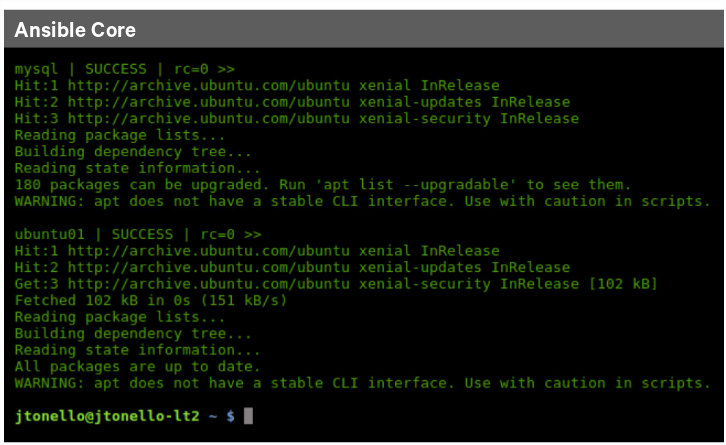 Ansible Core
mysql | SUCCESS | rc=0 >>
Hit:1 http://archive.ubuntu.com/ubuntu xenial InRelease
Hit:2 http://archive.ubuntu.com/ubuntu xenial-updates InRelease
Hit:3 http://archive.ubuntu.com/ubuntu xenial-security InRelease
Reading package lists...
Building dependency tree...
Reading state information...
180 packages can be upgraded. Run 'apt list --upgradable' to see them.
WARNING: apt does not have a stable CLI interface. Use with caution in scripts.
ubuntu01 | SUCCESS | rc=0 >>
Hit:1 http://archive.ubuntu.com/ubuntu xenial InRelease
Hit:2 http://archive.ubuntu.com/ubuntu xenial-updates InRelease
Get:3 http://archive.ubuntu.com/ubuntu xenial-security InRelease [102 kB]
Fetched 102 kB in 0s (151 kB/s)
Reading package lists...
Building dependency tree...
Reading state information...
All packages are up to date.
WARNING: apt does not have a stable CLI interface. Use with caution in scripts.
jtonello@jtonello-lt2 ~ $